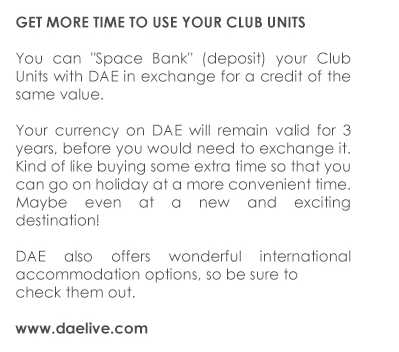 GET MORE TIME TO USE YOUR CLUB UNITS
You can "Space Bank" (deposit) your Club
Units with DAE in exchange for a credit of the
same value.
Your currency on DAE will remain valid for 3
years, before you would need to exchange it.
Kind of like buying some extra time so that you
can go on holiday at a more convenient time.
Maybe even at a new and exciting
destination!
DAE also offers wonderful international
accommodation options, so be sure to
check them out.
www.daelive.com